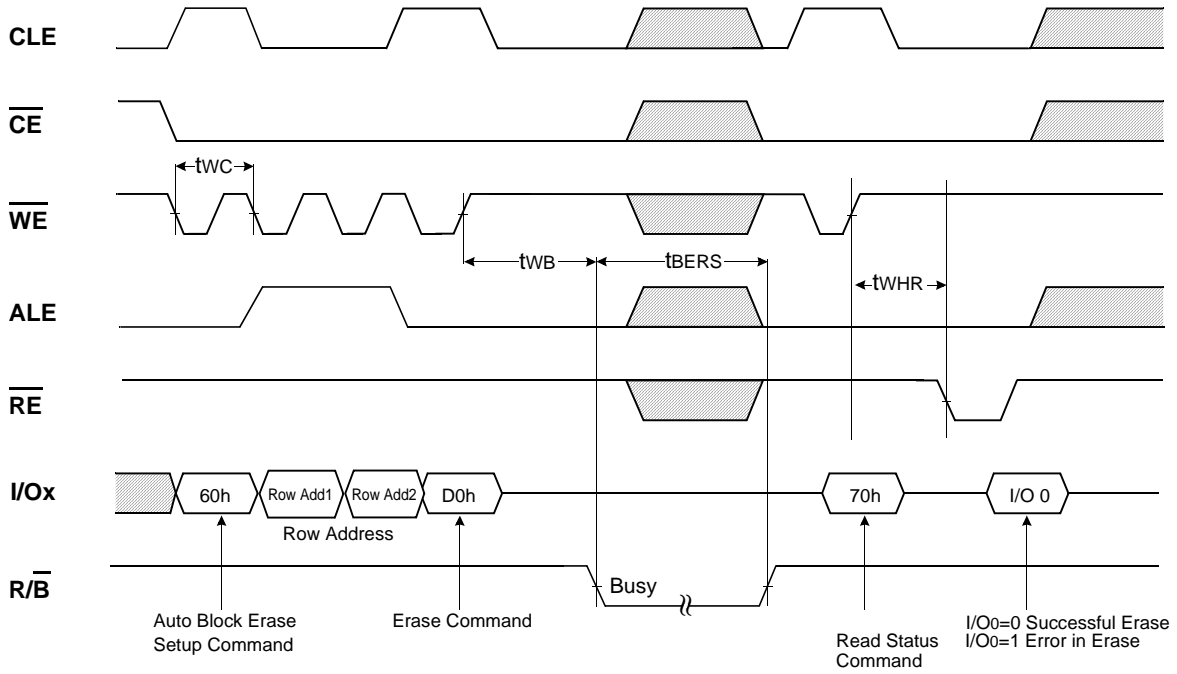 CLE
CE
tWC
WE
tWB
tBERS
tWHR
ALE
RE
I/Ox
60h
Row Add1
Row Add2
D0h
70h
I/O 0
Row Address
R/B
Busy
Auto Block Erase
Setup Command
Erase Command
Read Status
Command
I/O0=0 Successful Erase
I/O0=1 Error in Erase